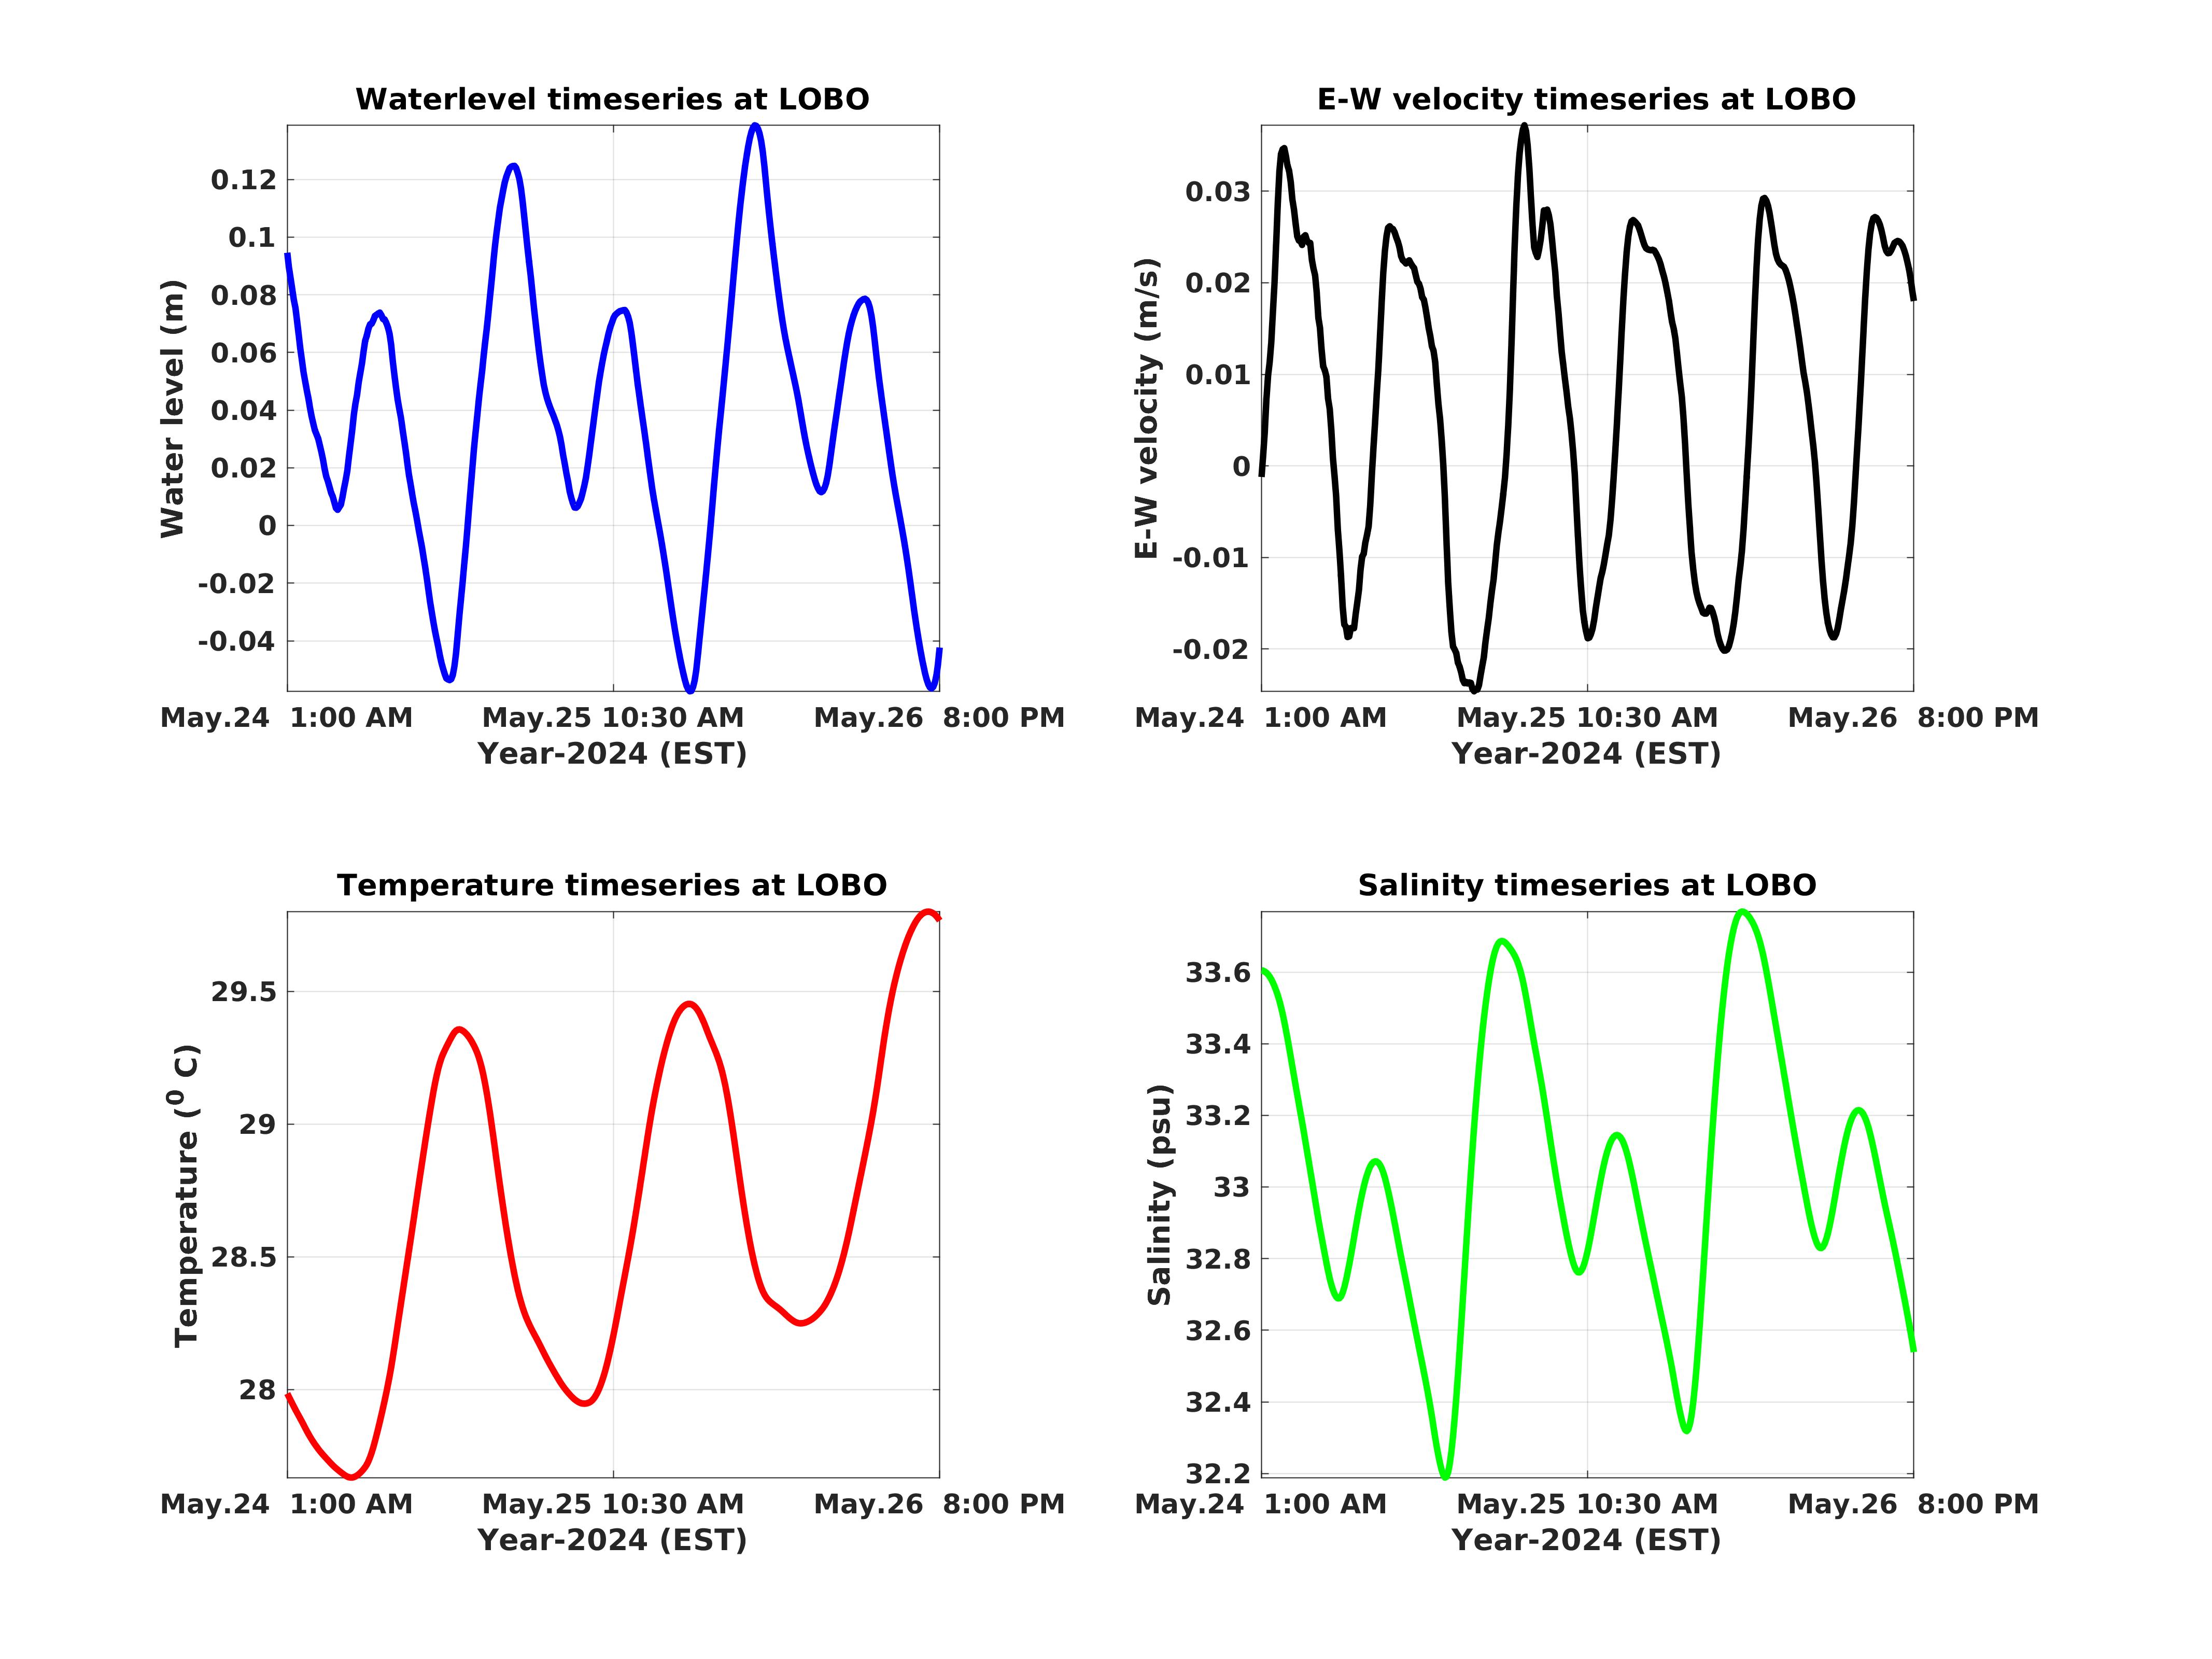 Waterlevel timeseries at LOBO
0.12
0.1
0.08
0.06
0.04
0.02
0
-0.02
-0.04
Water level (m)
May.24  1:00 AM
May.25 10:30 AM
May.26  8:00 PM
Year-2024 (EST)
E-W velocity timeseries at LOBO
0.03
0.02
0.01
0
-0.01
-0.02
E-W velocity (m/s)
May.24  1:00 AM
May.25 10:30 AM
May.26  8:00 PM
Year-2024 (EST)
Temperature timeseries at LOBO
29.5
29
28.5
28
Temperature (⁰ C)
May.24  1:00 AM
May.25 10:30 AM
May.26  8:00 PM
Year-2024 (EST)
Salinity timeseries at LOBO
33.6
33.4
33.2
33
32.8
32.6
32.4
32.2
Salinity (psu)
May.24  1:00 AM
May.25 10:30 AM
May.26  8:00 PM
Year-2024 (EST)